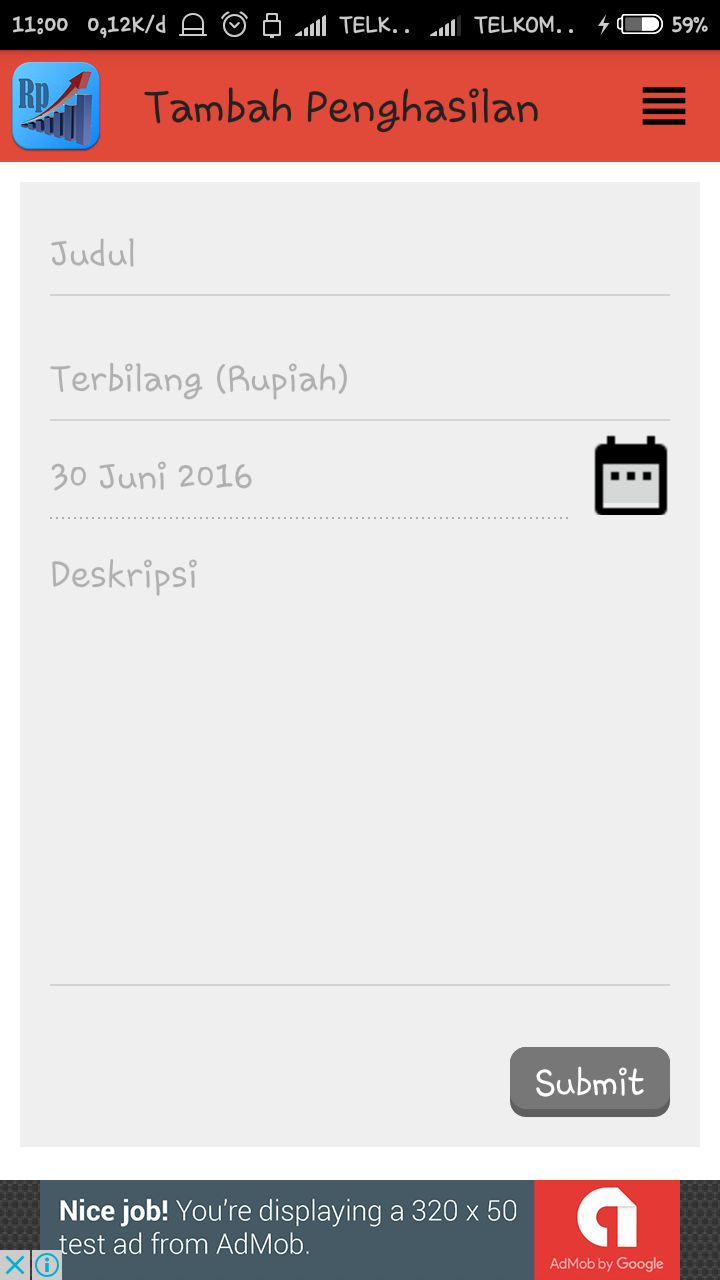 11:00 0,12K/d TELK.. TELKOM.. 59%
Rp
Tambah Penghasilan
Judul
Terbilang (Rupiah)
30 Juni 2016
Deskripsi
Submit
Nice job! You're displaying a 320 x 50
test ad from AdMob.
AdMob by Google